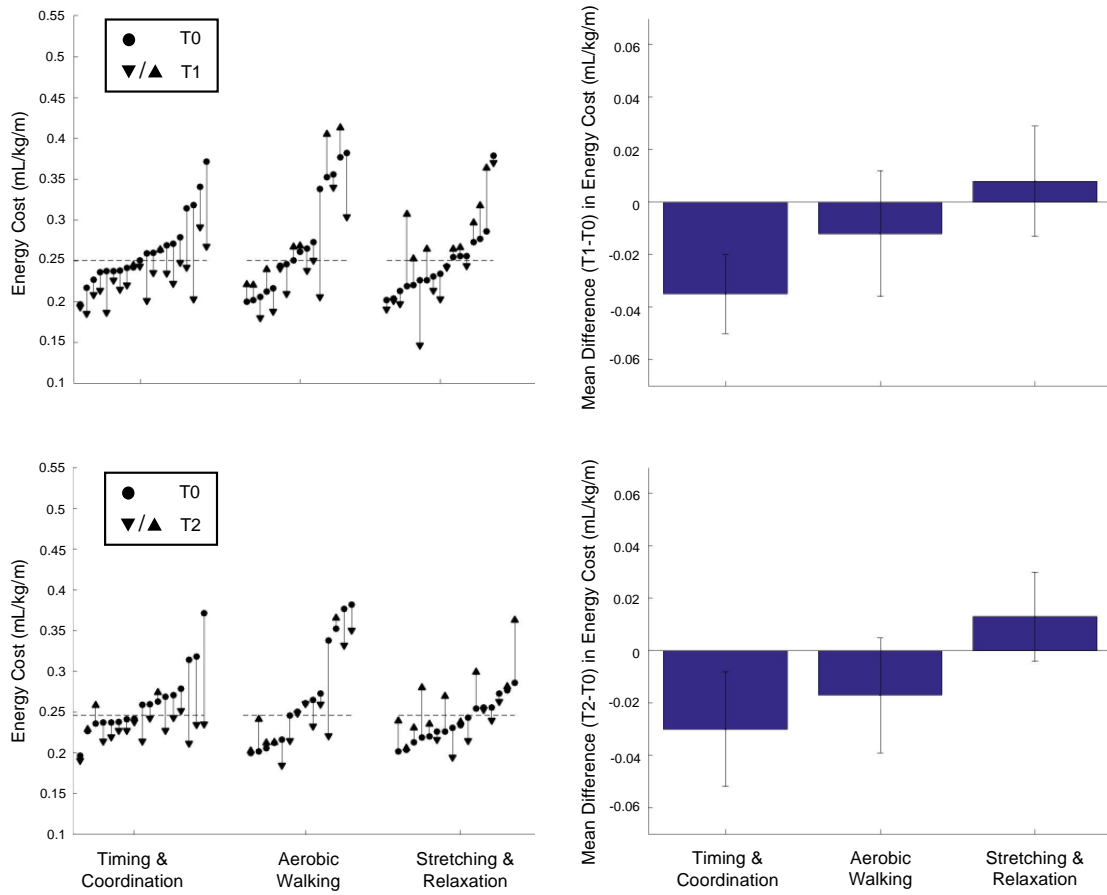 0.55
0.5
0.45
0.4
0.35
0.3
0.25
0.2
0.15
0.1
Energy Cost (mL/kg/m)
T0
/ T1
0.06
0.04
0.02
0
-0.02
-0.04
-0.06
Mean Difference (T1-T0) in Energy Cost (mL/kg/m)
0.55
0.5
0.45
0.4
0.35
0.3
0.25
0.2
0.15
0.1
Energy Cost (mL/kg/m)
T0
/ T2
Timing &
Coordination
Aerobic
Walking
Stretching &
Relaxation
0.06
0.04
0.02
0
-0.02
-0.04
-0.06
Mean Difference (T2-T0) in Energy Cost (mL/kg/m)
Timing &
Coordination
Aerobic
Walking
Stretching &
Relaxation